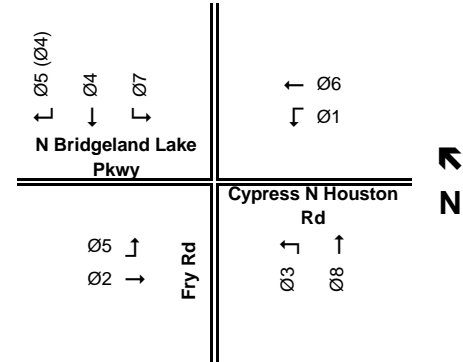 Ø5 (Ø4)
Ø4
Ø7
Ø6
Ø1
N Bridgeland Lake
Pkwy
N
Cypress N Houston
Rd
Ø5
Ø2
Fry Rd
Ø3
Ø8